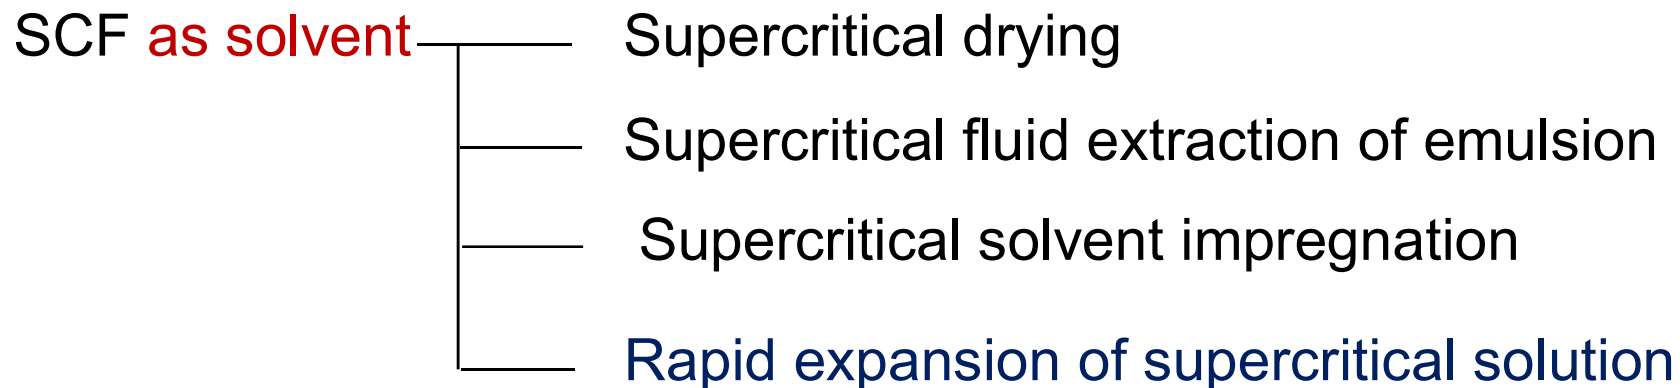 SCF as solvent
Supercritical drying
Supercritical fluid extraction of emulsion
Supercritical solvent impregnation
Rapid expansion of supercritical solution